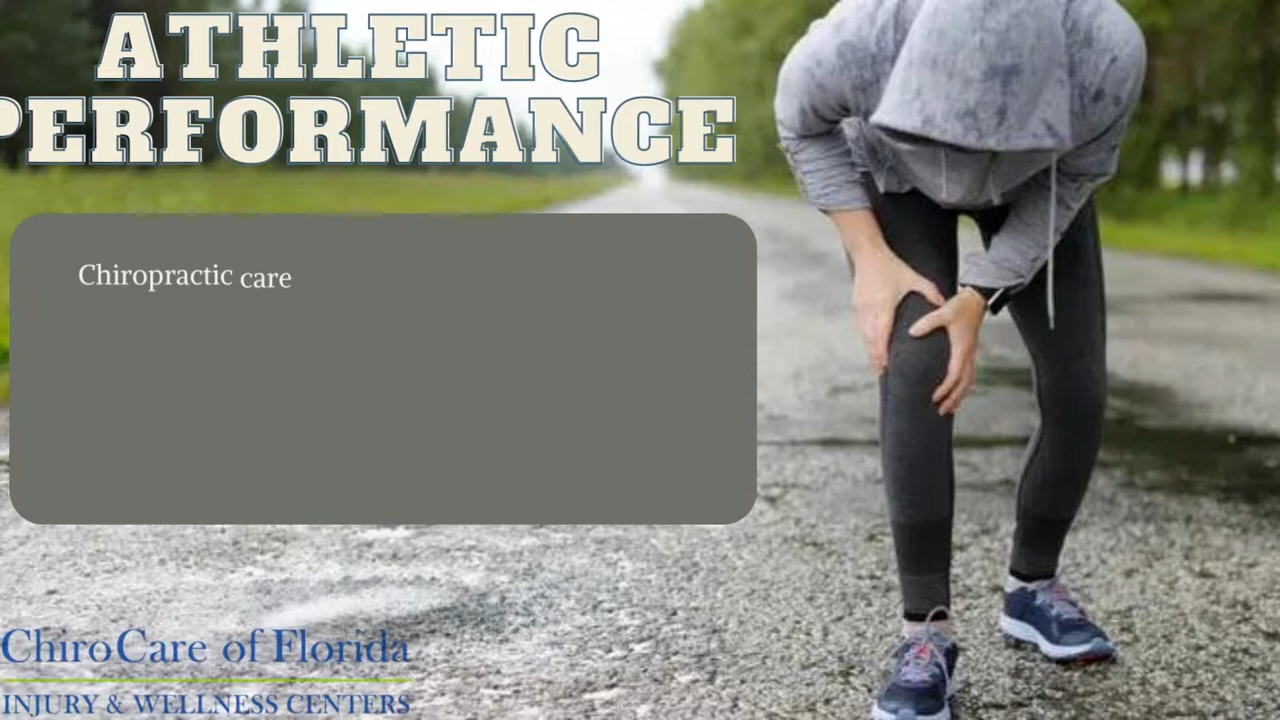 ATHLETIC
PERFORMANCE
Chiropractic care
ChiroCare of Florida
INJURY & WELLNESS CENTERS